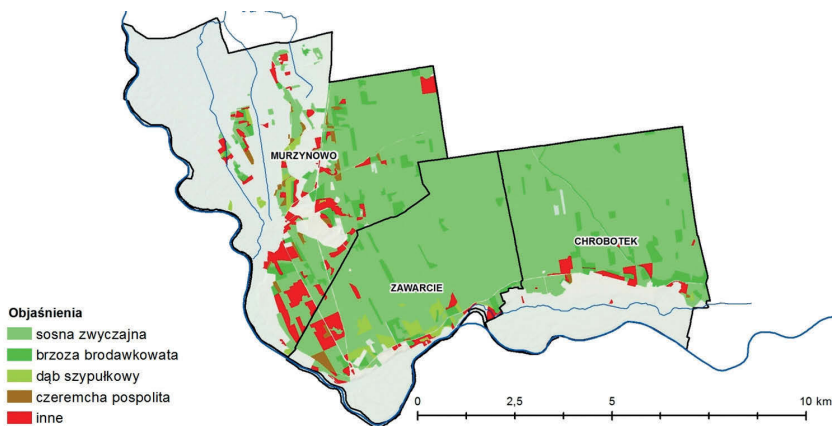 MURZYNOWO
CHROBOTEK
ZAWARCIE
Objaśnienia
sosna zwyczajna
brzoza brodawkowata
dąb szypułkowy
czeremcha pospolita
inne
0 2,5 5 10 km